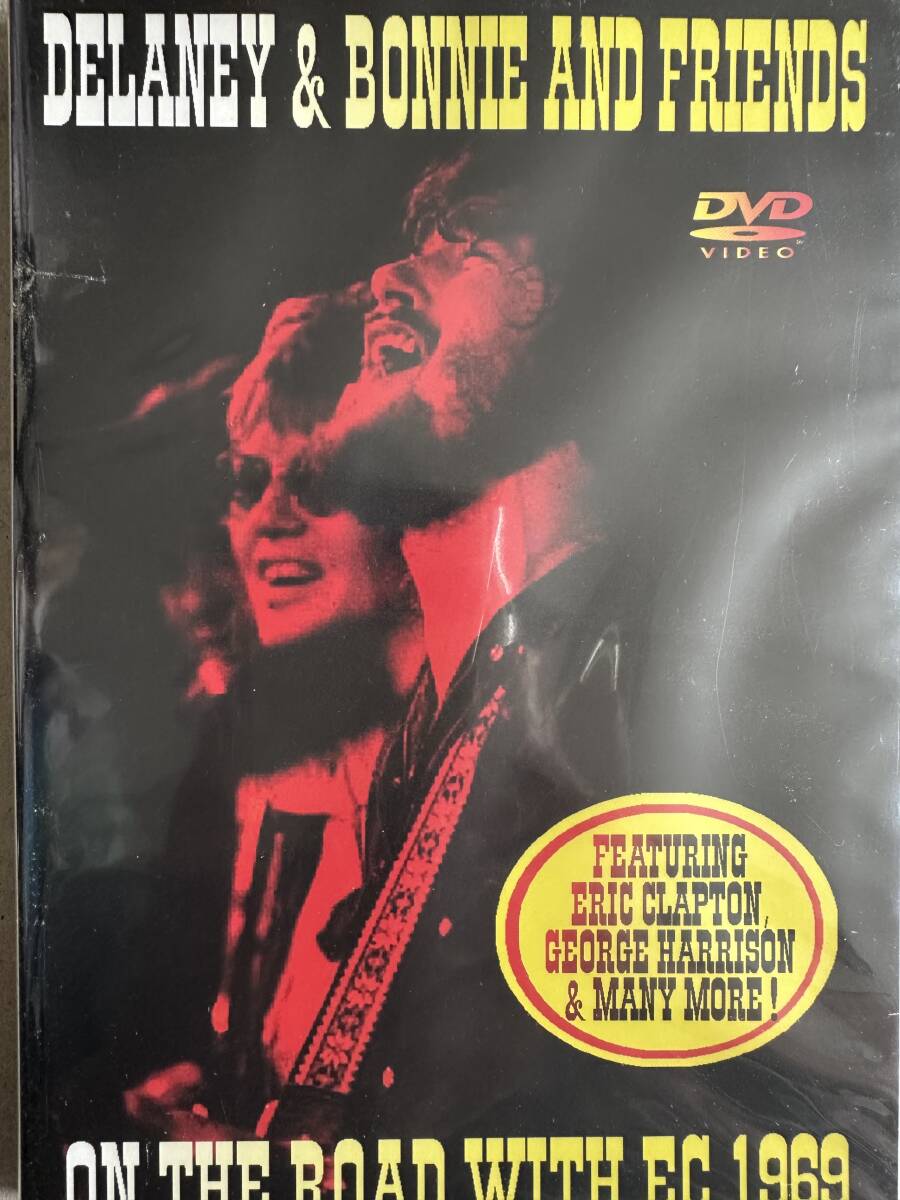 DELANEY & BONNIE AND FRIENDS
DVD
VIDEO
FEATURING
ERIC CLAPTON,
GEORGE HARRISON
& MANY MORE!
ON THE ROAD WITH EC 1969